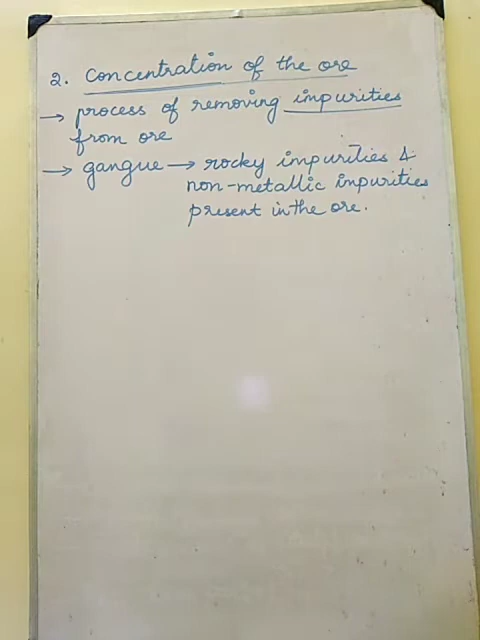 2. Concentration of the ore
→ process of removing impurities
from ore
→ gangue → rocky impurities &
non-metallic impurities
present in the ore.